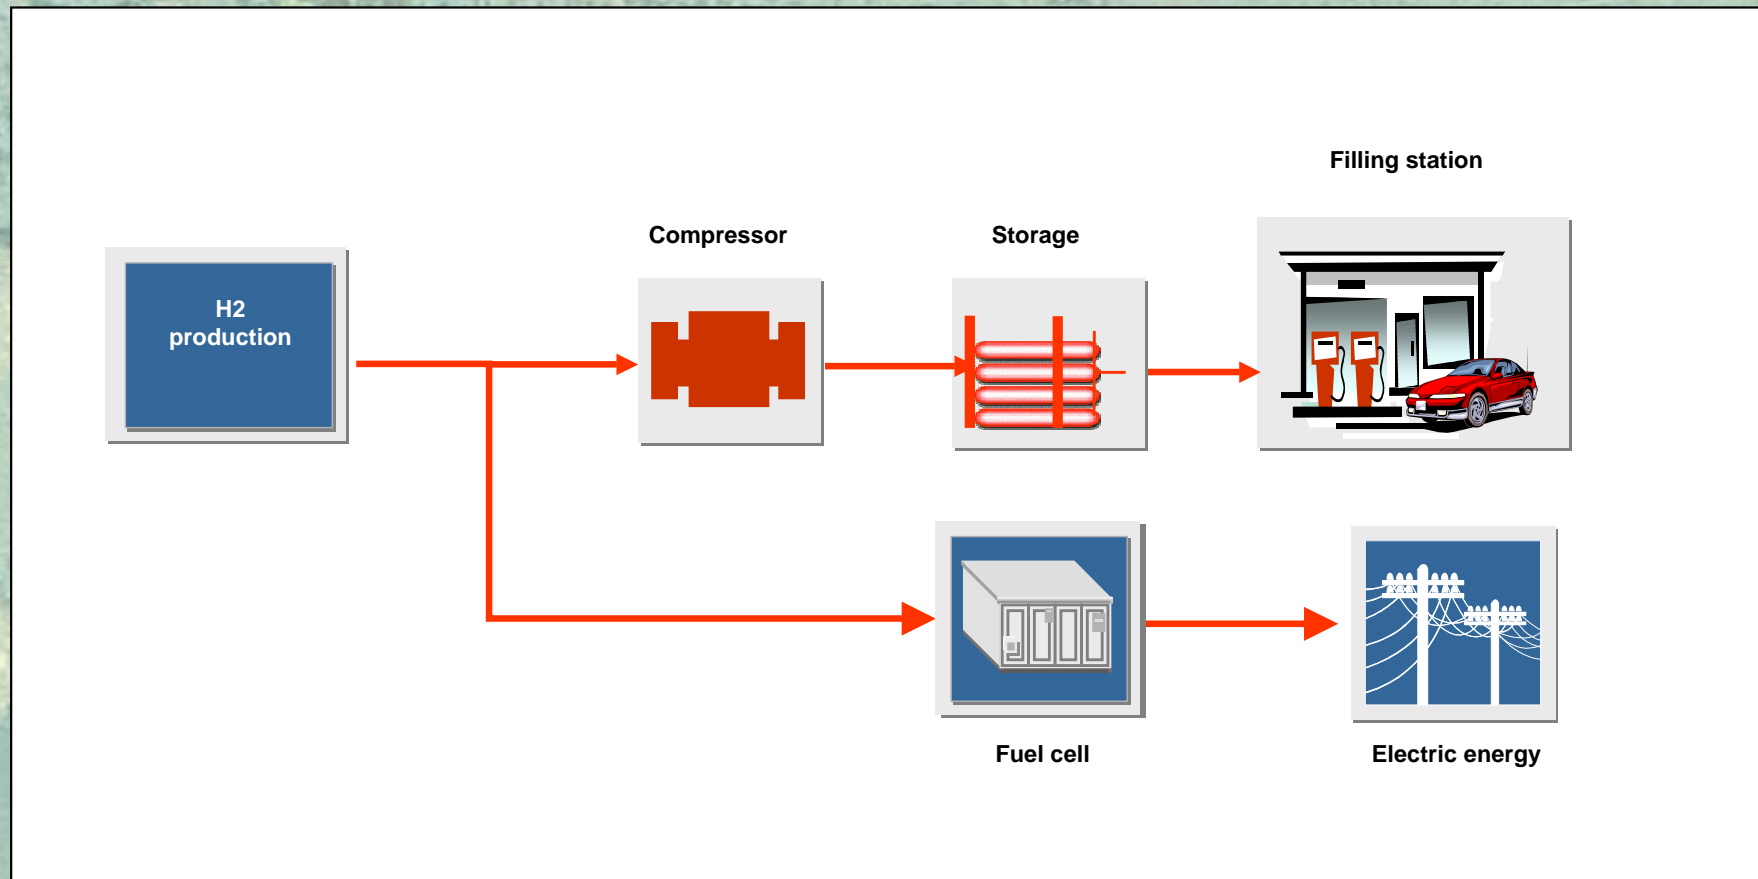 Filling station
Compressor
Storage
H2
production
Fuel cell
Electric energy